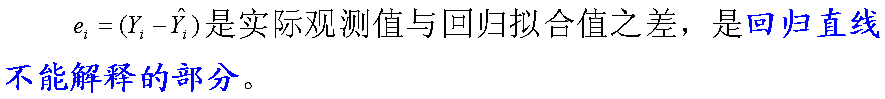 eᵢ = (Yᵢ − Ŷᵢ)是实际观测值与回归拟合值之差，是回归直线
不能解释的部分。